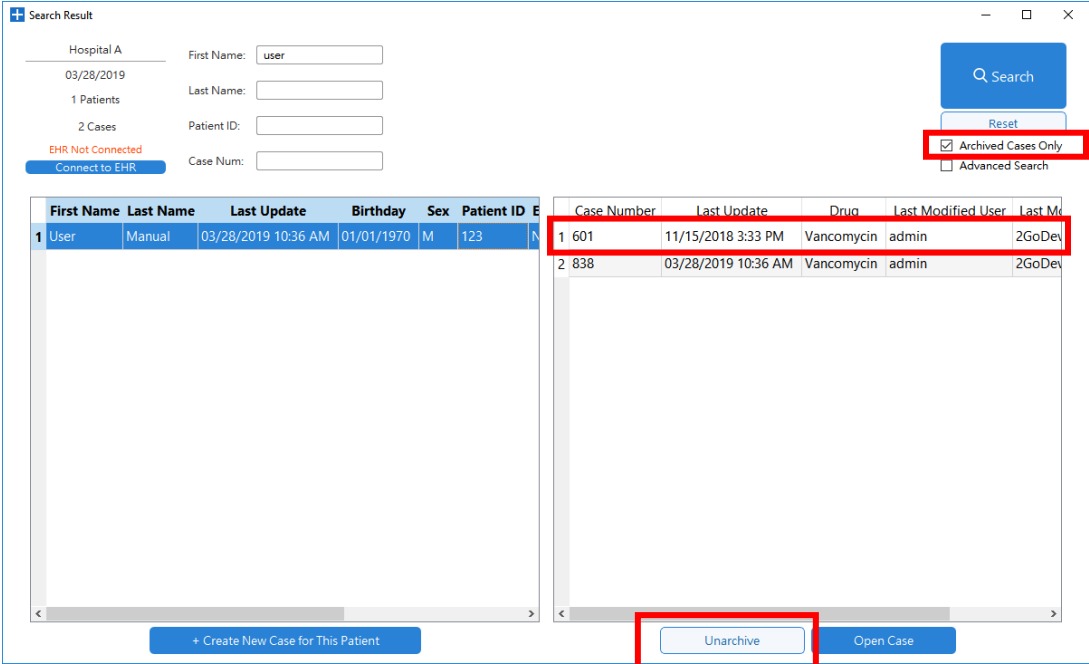 Search Result
Hospital A
03/28/2019
1 Patients
2 Cases
EHR Not Connected
Connect to EHR
First Name: user
Last Name:
Patient ID:
Case Num:
Search
Reset
Archived Cases Only
Advanced Search
First Name Last Name Last Update Birthday Sex Patient ID E
1 User Manual 03/28/2019 10:36 AM 01/01/1970 M 123 N
Case Number Last Update Drug Last Modified User Last Mo
1 601 11/15/2018 3:33 PM Vancomycin admin 2GoDev
2 838 03/28/2019 10:36 AM Vancomycin admin 2GoDev
+ Create New Case for This Patient
Unarchive
Open Case